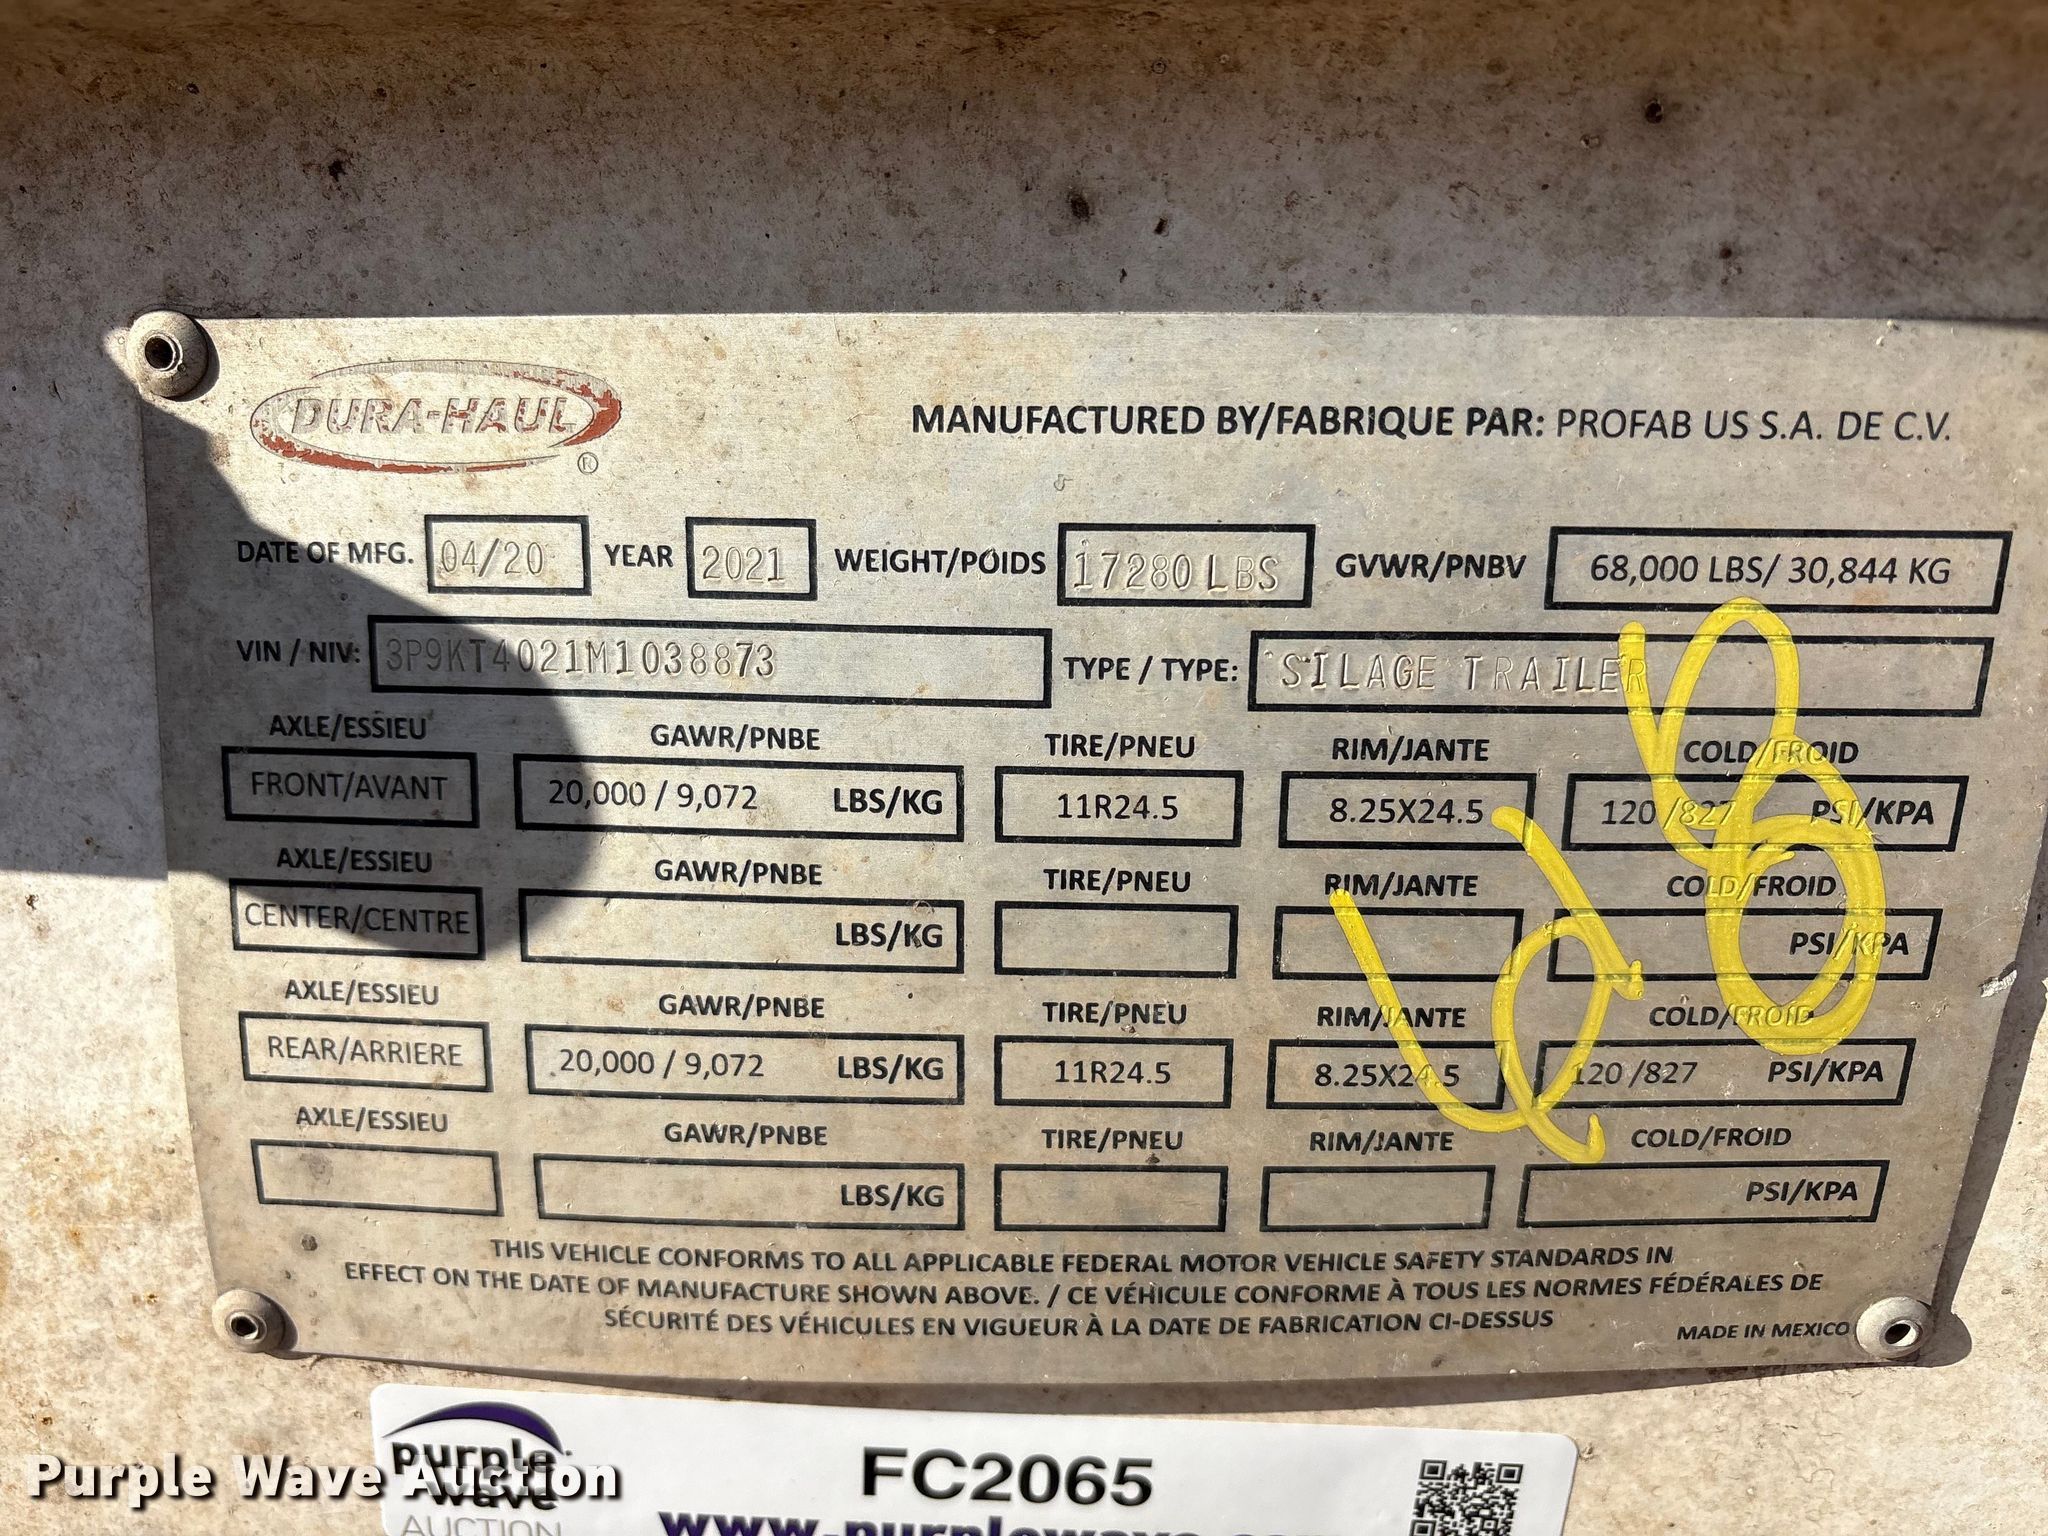 DURA-HAUL ®
MANUFACTURED BY/FABRIQUE PAR: PROFAB US S.A. DE C.V.
DATE OF MFG. 04/20 YEAR 2021 WEIGHT/POIDS 17280 LBS GVWR/PNBV 68,000 LBS/ 30,844 KG
VIN / NIV: 3P9KT4021M1038873 TYPE / TYPE: SILAGE TRAILER
AXLE/ESSIEU GAWR/PNBE TIRE/PNEU RIM/JANTE COLD/FROID
FRONT/AVANT 20,000 / 9,072 LBS/KG 11R24.5 8.25X24.5 120 /827 PSI/KPA
AXLE/ESSIEU GAWR/PNBE TIRE/PNEU RIM/JANTE COLD/FROID
CENTER/CENTRE LBS/KG PSI/KPA
AXLE/ESSIEU GAWR/PNBE TIRE/PNEU RIM/JANTE COLD/FROID
REAR/ARRIERE 20,000 / 9,072 LBS/KG 11R24.5 8.25X24.5 120 /827 PSI/KPA
AXLE/ESSIEU GAWR/PNBE TIRE/PNEU RIM/JANTE COLD/FROID
LBS/KG PSI/KPA
THIS VEHICLE CONFORMS TO ALL APPLICABLE FEDERAL MOTOR VEHICLE SAFETY STANDARDS IN
EFFECT ON THE DATE OF MANUFACTURE SHOWN ABOVE. / CE VÉHICULE CONFORME À TOUS LES NORMES FÉDÉRALES DE
SÉCURITÉ DES VÉHICULES EN VIGUEUR À LA DATE DE FABRICATION CI-DESSUS
MADE IN MEXICO
purple wave AUCTION
FC2065
Purple Wave Auction